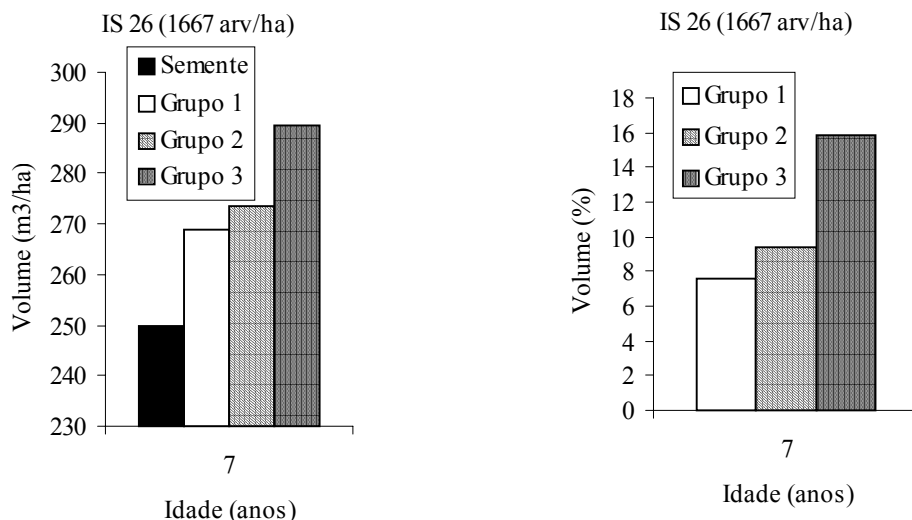 IS 26 (1667 arv/ha)
Volume (m3/ha)
300
290
280
270
260
250
240
230
Semente
Grupo 1
Grupo 2
Grupo 3
7
Idade (anos)
IS 26 (1667 arv/ha)
Volume (%)
18
16
14
12
10
8
6
4
2
0
Grupo 1
Grupo 2
Grupo 3
7
Idade (anos)